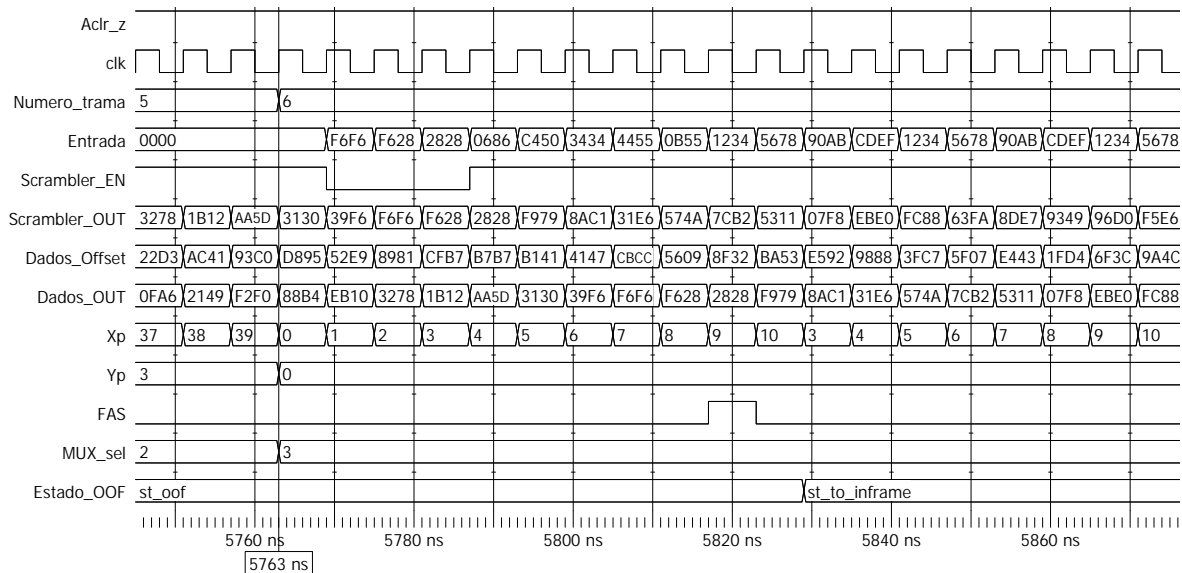 Aclr_z
clk
Numero_trama 5 6
Entrada 0000 F6F6 F628 2828 0686 C450 3434 4455 0B55 1234 5678 90AB CDEF 1234 5678 90AB CDEF 1234 5678
Scrambler_EN
Scrambler_OUT 3278 1B12 AA5D 3130 39F6 F6F6 F628 2828 F979 8AC1 31E6 574A 7CB2 5311 07F8 EBE0 FC88 63FA 8DE7 9349 96D0 F5E6
Dados_Offset 22D3 AC41 93C0 D895 52E9 8981 CFB7 B7B7 B141 4147 CBCC 5609 8F32 BA53 E592 9888 3FC7 5F07 E443 1FD4 6F3C 9A4C
Dados_OUT 0FA6 2149 F2F0 88B4 EB10 3278 1B12 AA5D 3130 39F6 F6F6 F628 2828 F979 8AC1 31E6 574A 7CB2 5311 07F8 EBE0 FC88
Xp 37 38 39 0 1 2 3 4 5 6 7 8 9 10 3 4 5 6 7 8 9 10
Yp 3 0
FAS
MUX_sel 2 3
Estado_OOF st_oof st_to_inframe
5760 ns 5780 ns 5800 ns 5820 ns 5840 ns 5860 ns
5763 ns